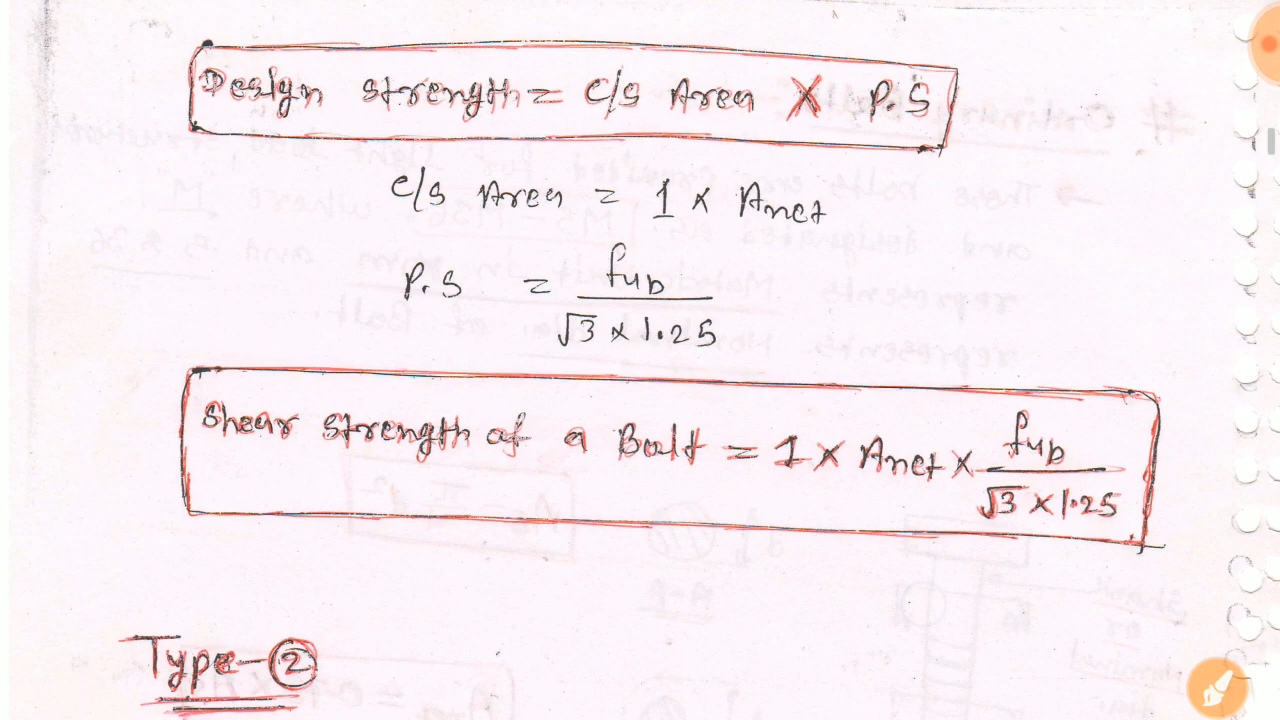 Design strength = c/s Area X P.S
c/s Area = 1 x Anet
P.S = fub / √3 x 1.25
Shear strength of a Bolt = 1 x Anet x fub / √3 x 1.25
Type-②